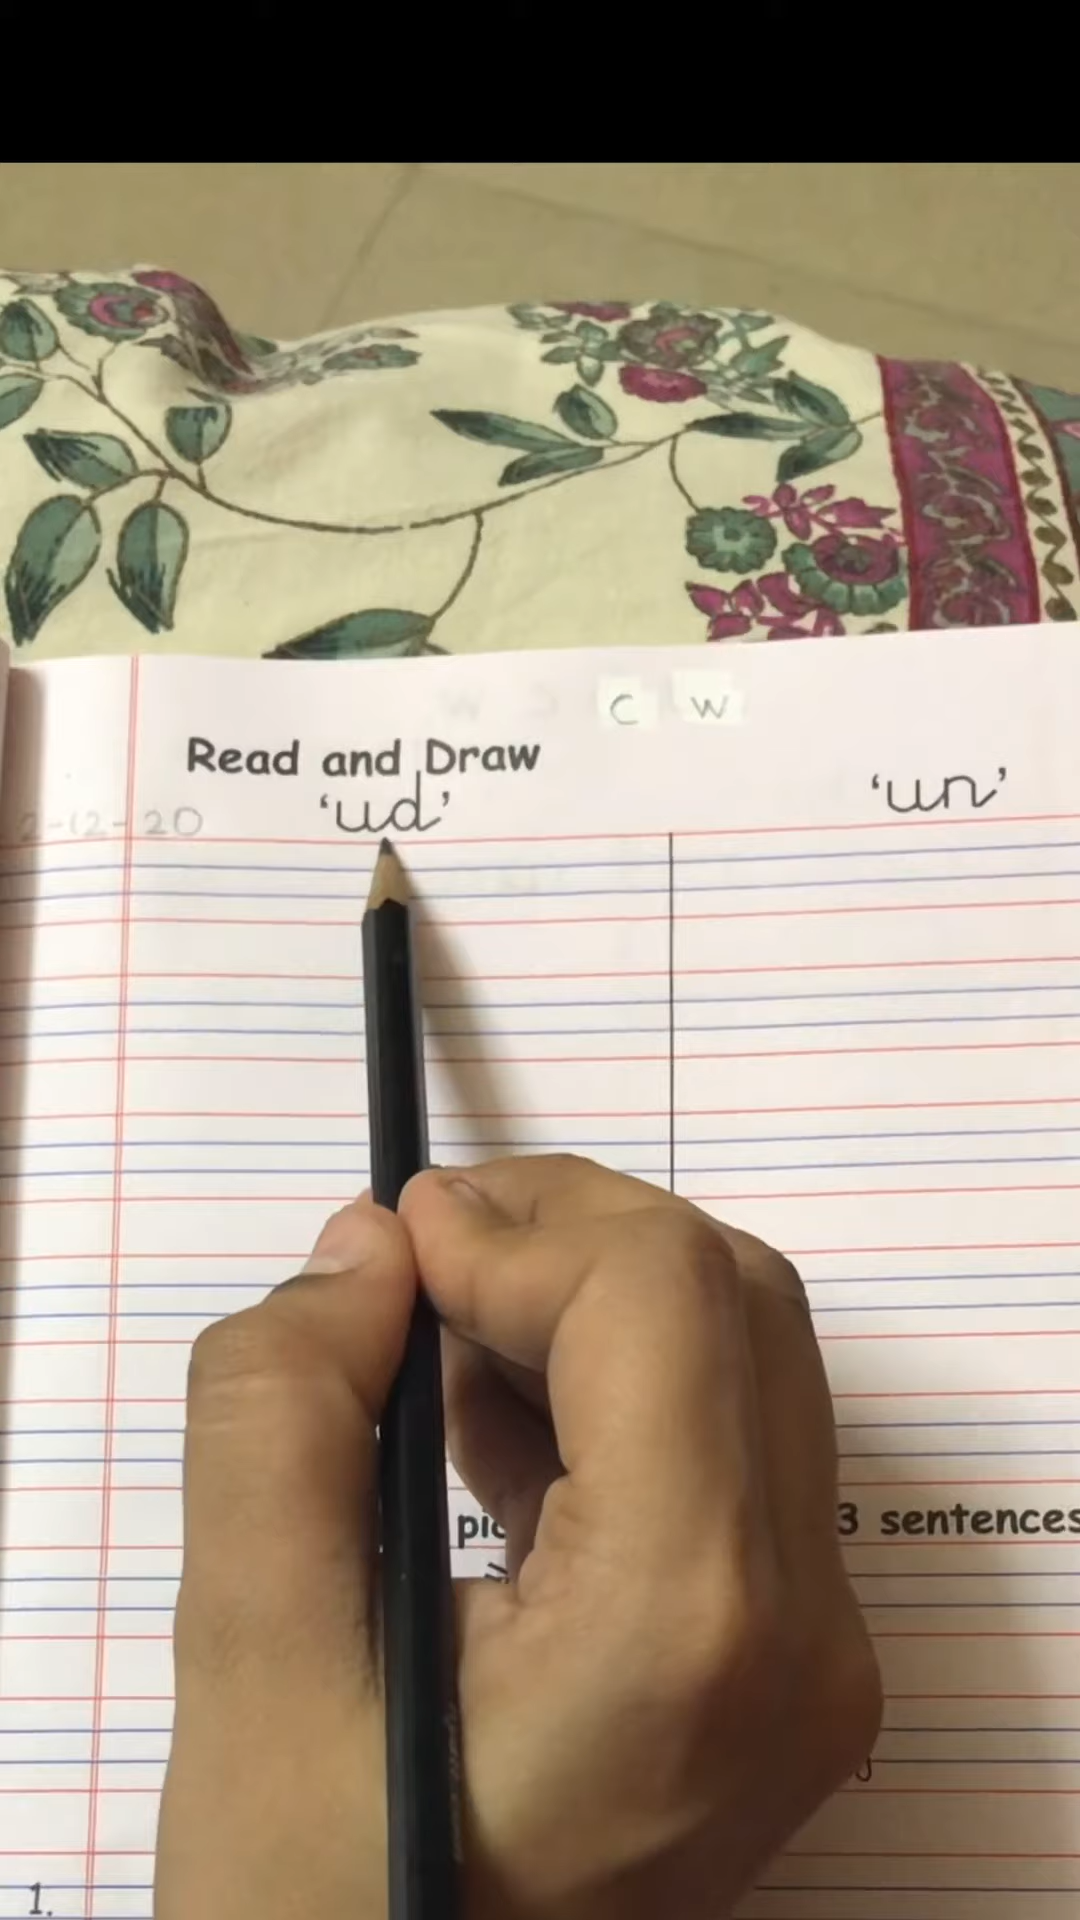 C W
Read and Draw
2-12-20 'ud' 'un'
3 sentences
1.